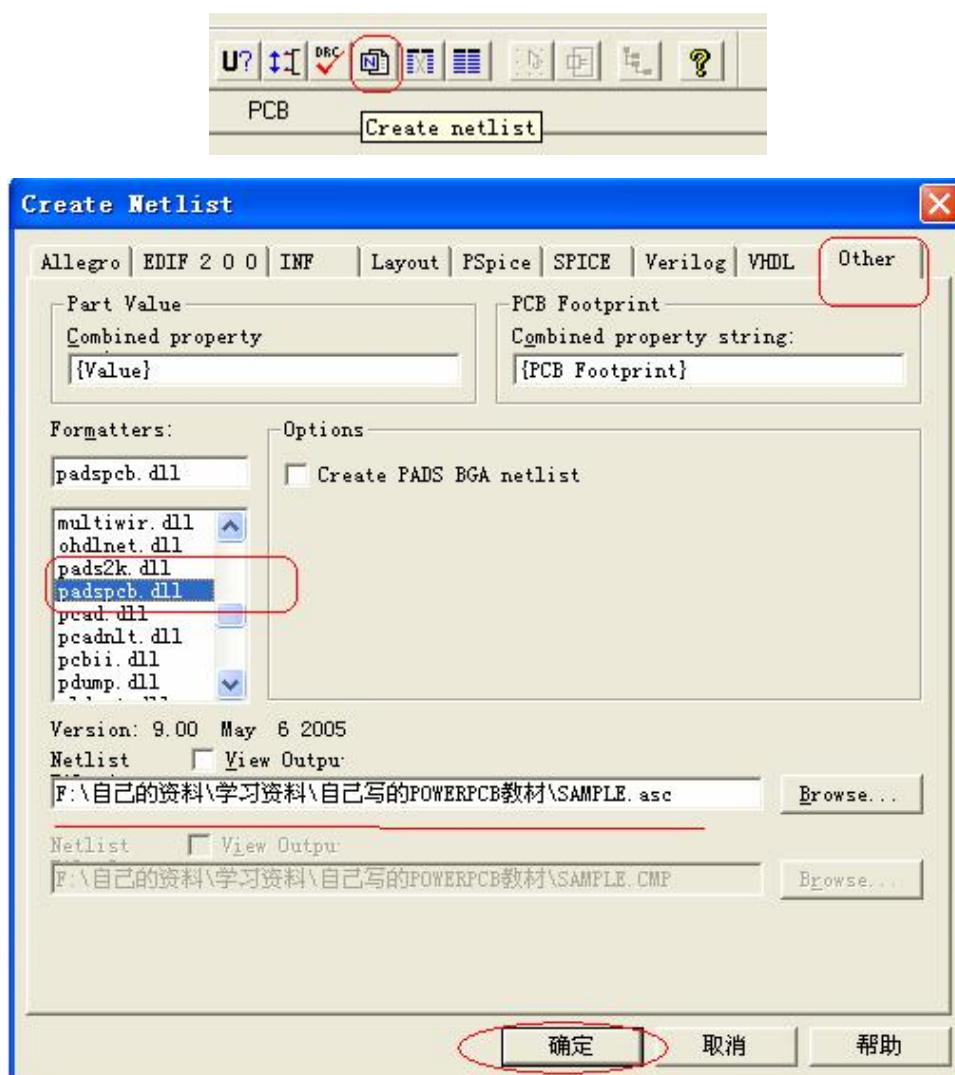 U? DRC N
PCB
Create netlist
Create Netlist
Allegro EDIF 2 0 0 INF Layout PSpice SPICE Verilog VHDL Other
Part Value PCB Footprint
Combined property Combined property string:
{Value} {PCB Footprint}
Formatters: Options
padspcb.dll Create PADS BGA netlist
multiwir.dll
ohdlnet.dll
pads2k.dll
padspcb.dll
pcad.dll
pcadnlt.dll
pcbii.dll
pdump.dll
Version: 9.00 May 6 2005
Netlist View Outpu
F:\自己的资料\学习资料\自己写的POWERPCB教材\SAMPLE.asc Browse...
Netlist View Outpu
F:\自己的资料\学习资料\自己写的POWERPCB教材\SAMPLE.CMP Browse...
确定 取消 帮助